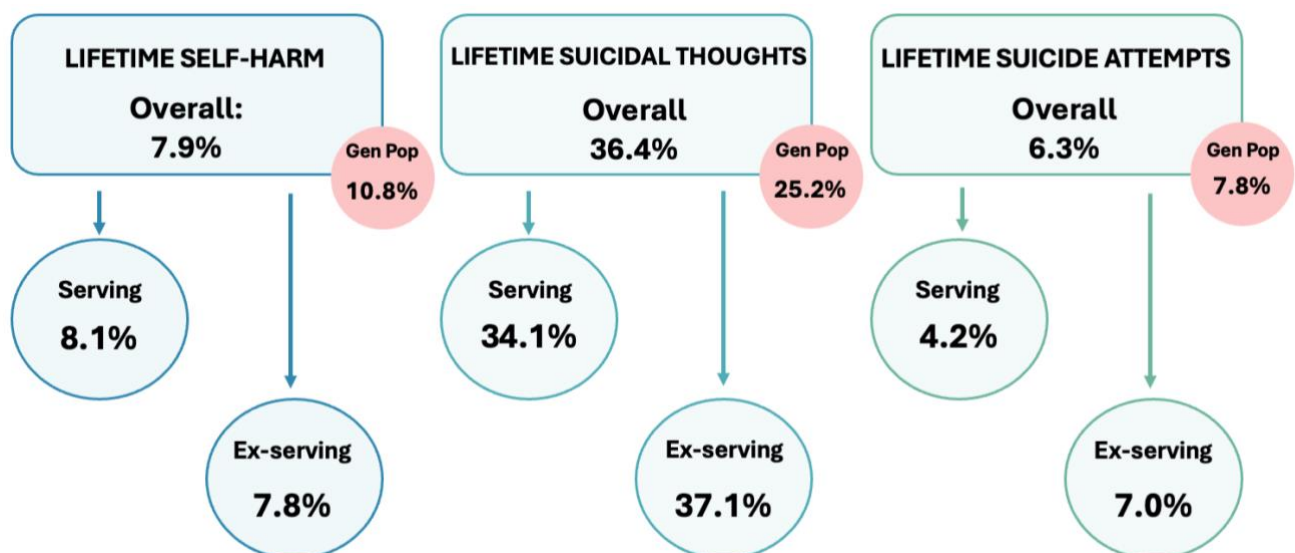 LIFETIME SELF-HARM
Overall:
7.9%
Gen Pop
10.8%
Serving
8.1%
Ex-serving
7.8%
LIFETIME SUICIDAL THOUGHTS
Overall
36.4%
Gen Pop
25.2%
Serving
34.1%
Ex-serving
37.1%
LIFETIME SUICIDE ATTEMPTS
Overall
6.3%
Gen Pop
7.8%
Serving
4.2%
Ex-serving
7.0%